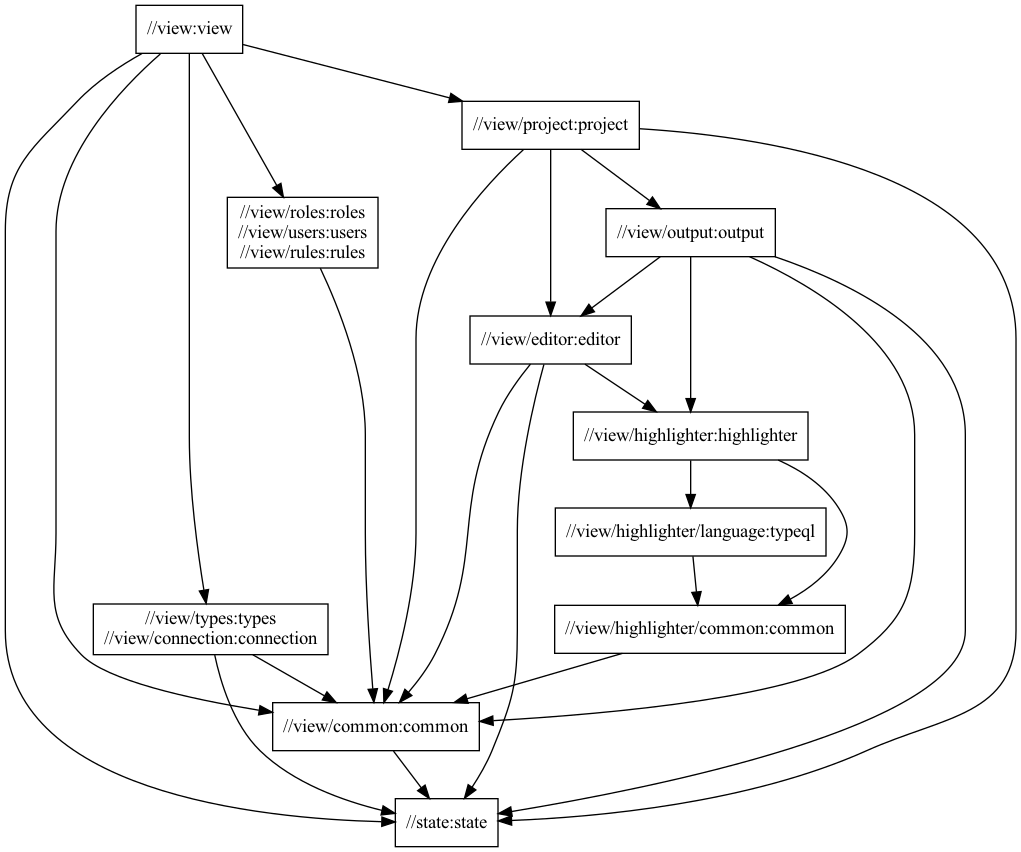 //view:view
//view/project:project
//view/roles:roles
//view/users:users
//view/rules:rules
//view/output:output
//view/editor:editor
//view/highlighter:highlighter
//view/highlighter/language:typeql
//view/types:types
//view/connection:connection
//view/highlighter/common:common
//view/common:common
//state:state